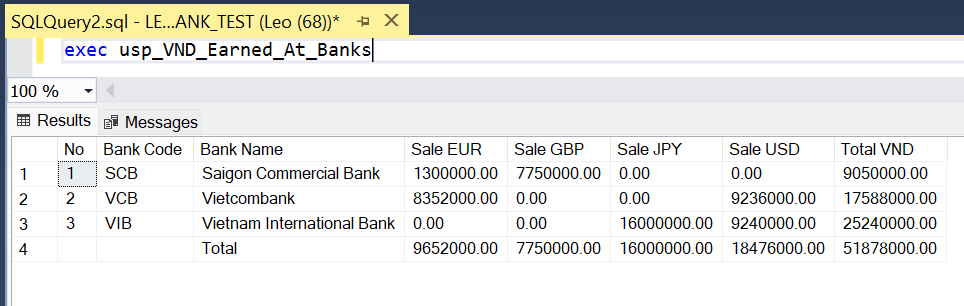 SQLQuery2.sql - LE...ANK_TEST (Leo (68))*
exec usp_VND_Earned_At_Banks
100 %
Results Messages
No Bank Code Bank Name Sale EUR Sale GBP Sale JPY Sale USD Total VND
1 1 SCB Saigon Commercial Bank 1300000.00 7750000.00 0.00 0.00 9050000.00
2 2 VCB Vietcombank 8352000.00 0.00 0.00 9236000.00 17588000.00
3 3 VIB Vietnam International Bank 0.00 0.00 16000000.00 9240000.00 25240000.00
4 Total 9652000.00 7750000.00 16000000.00 18476000.00 51878000.00